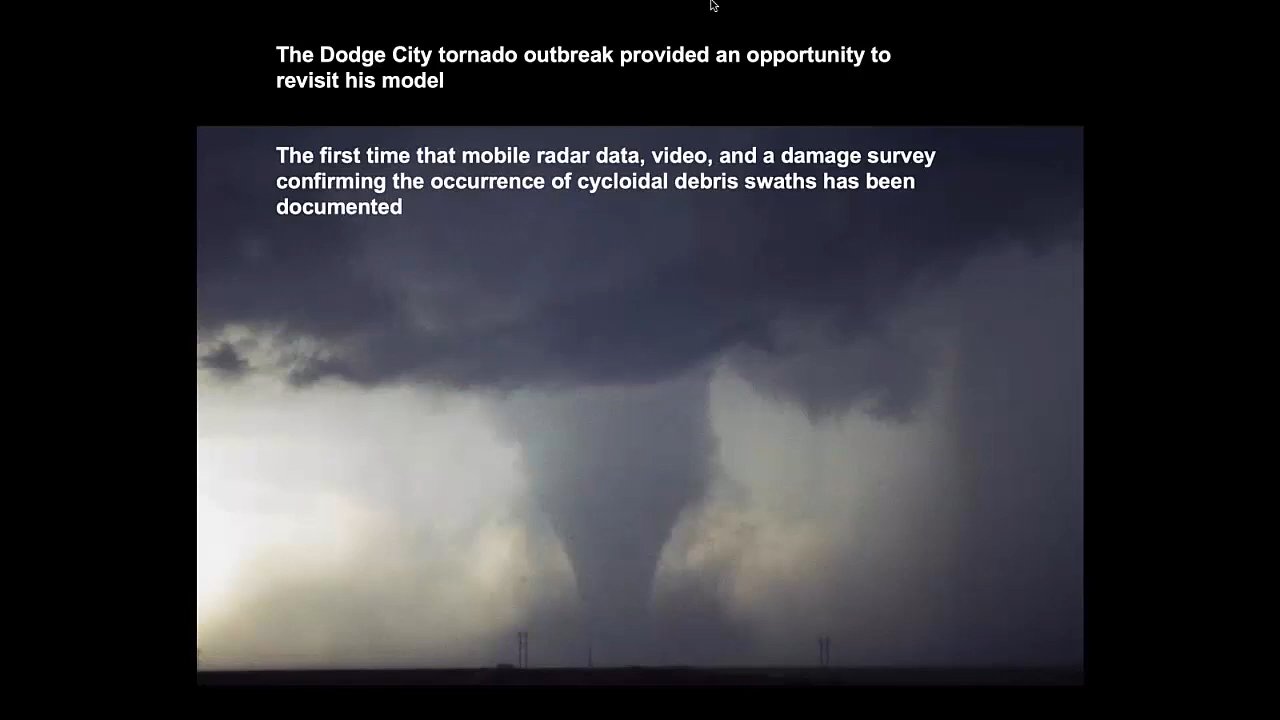 The Dodge City tornado outbreak provided an opportunity to
revisit his model
The first time that mobile radar data, video, and a damage survey
confirming the occurrence of cycloidal debris swaths has been
documented